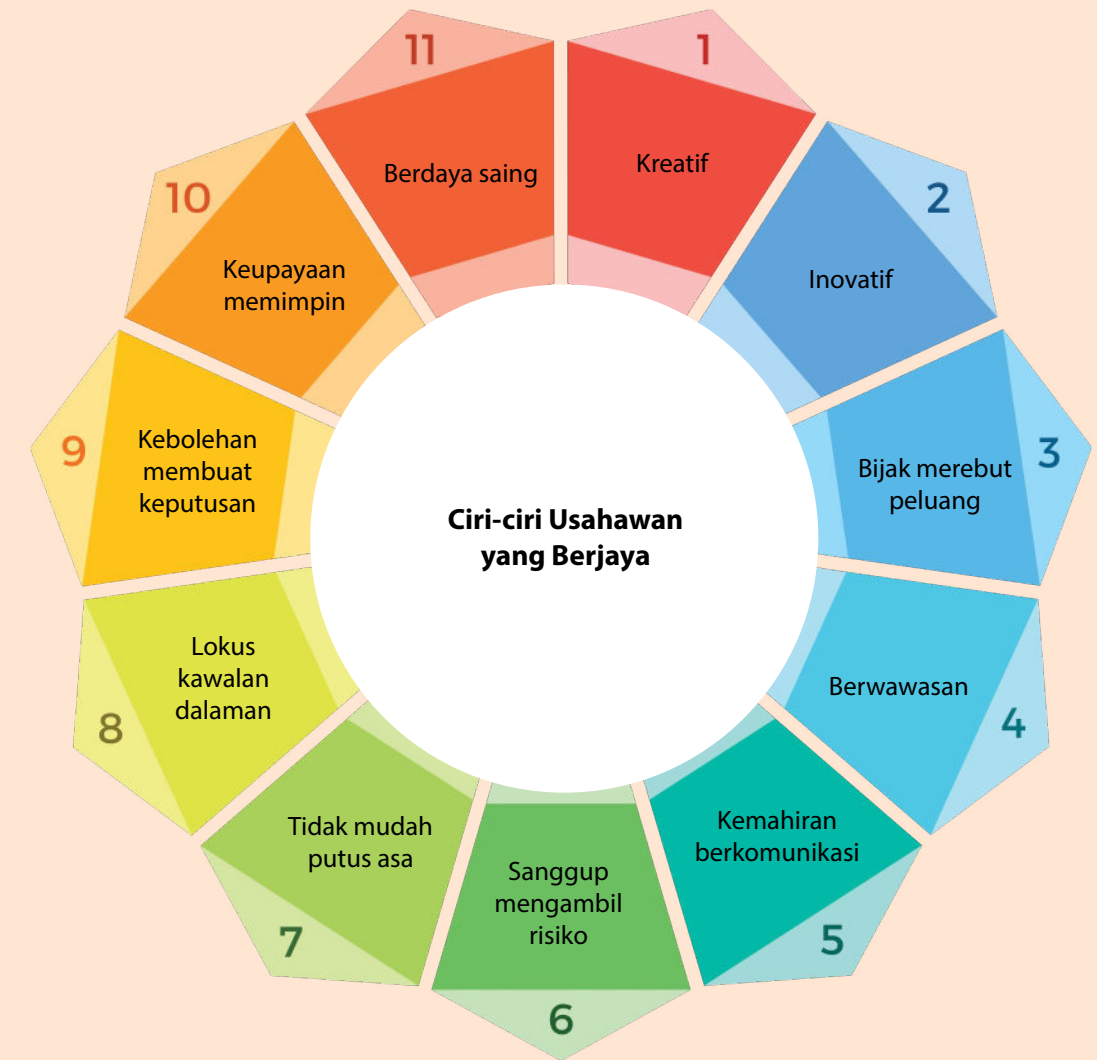 Ciri-ciri Usahawan
yang Berjaya
1
Kreatif
2
Inovatif
3
Bijak merebut
peluang
4
Berwawasan
5
Kemahiran
berkomunikasi
6
Sanggup
mengambil
risiko
7
Tidak mudah
putus asa
8
Lokus
kawalan
dalaman
9
Kebolehan
membuat
keputusan
10
Keupayaan
memimpin
11
Berdaya saing